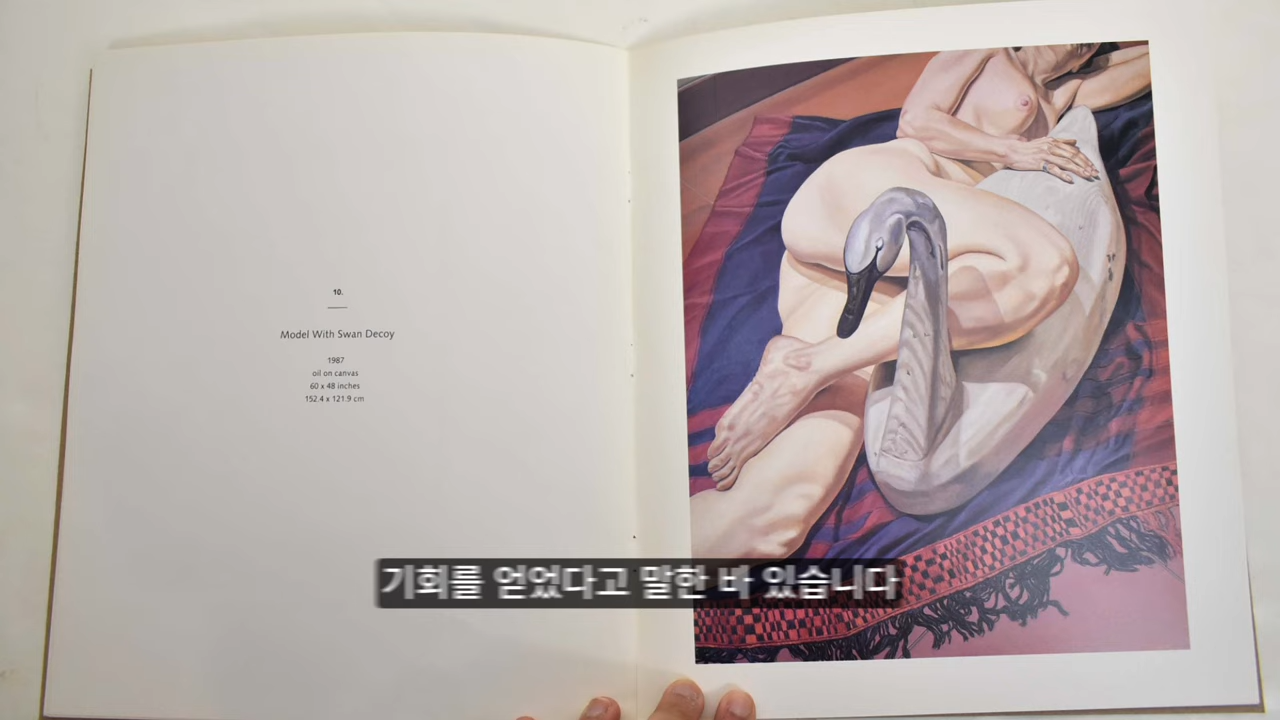 10.
Model With Swan Decoy
1987
oil on canvas
60 x 48 inches
152.4 x 121.9 cm
기회를 얻었다고 말한 바 있습니다